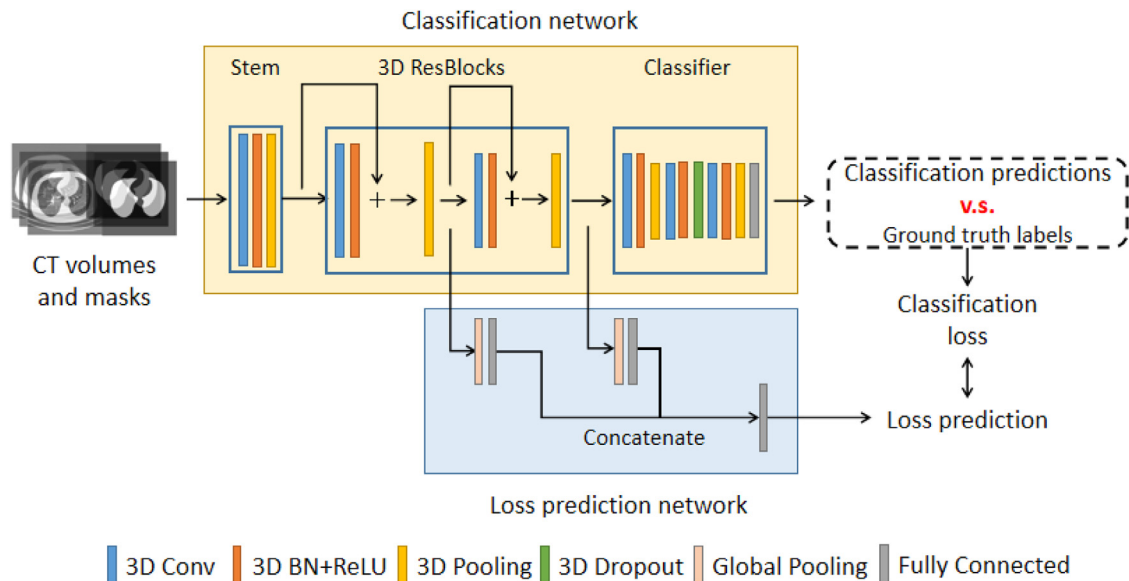 Classification network
Stem
3D ResBlocks
Classifier
+
+
CT volumes
and masks
Classification predictions
v.s.
Ground truth labels
Classification
loss
Loss prediction
Concatenate
Loss prediction network
3D Conv
3D BN+ReLU
3D Pooling
3D Dropout
Global Pooling
Fully Connected